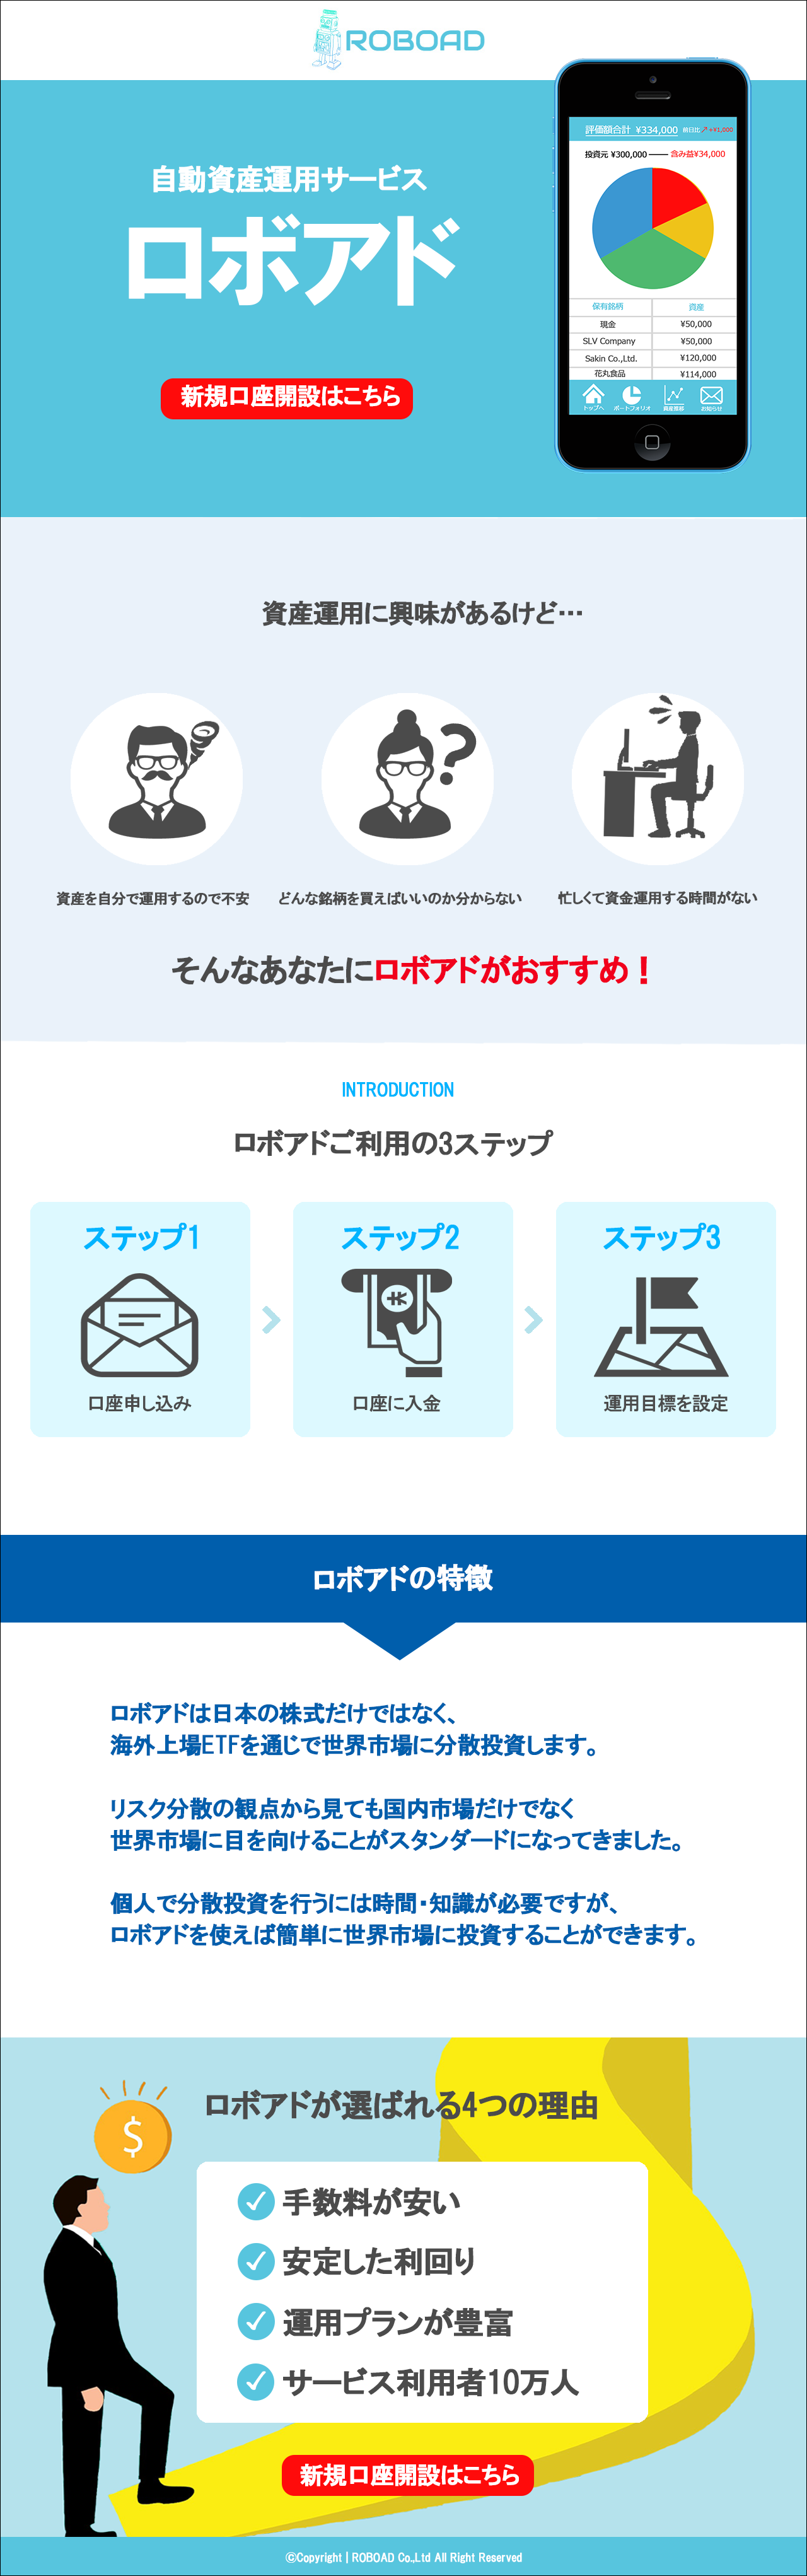 ROBOAD
自動資産運用サービス
ロボアド
新規口座開設はこちら
評価額合計 ¥334,000 前日比 +¥1,000
投資元 ¥300,000 含み益¥34,000
保有銘柄 資産
現金 ¥50,000
SLV Company ¥50,000
Sakin Co.,Ltd. ¥120,000
花丸食品 ¥114,000
トップへ ポートフォリオ 資産推移 お知らせ
資産運用に興味があるけど…
?
資産を自分で運用するので不安
どんな銘柄を買えばいいのか分からない
忙しくて資金運用する時間がない
そんなあなたにロボアドがおすすめ！
INTRODUCTION
ロボアドご利用の3ステップ
ステップ1
口座申し込み
ステップ2
¥
口座に入金
ステップ3
運用目標を設定
ロボアドの特徴
ロボアドは日本の株式だけではなく、
海外上場ETFを通じで世界市場に分散投資します。
リスク分散の観点から見ても国内市場だけでなく
世界市場に目を向けることがスタンダードになってきました。
個人で分散投資を行うには時間・知識が必要ですが、
ロボアドを使えば簡単に世界市場に投資することができます。
$
ロボアドが選ばれる4つの理由
手数料が安い
安定した利回り
運用プランが豊富
サービス利用者10万人
新規口座開設はこちら
©Copyright | ROBOAD Co.,Ltd All Right Reserved